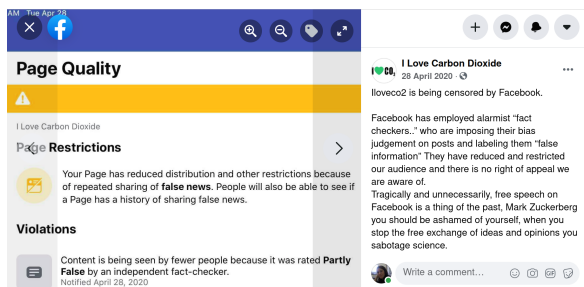 AM Tue Apr 28
Page Quality
I Love Carbon Dioxide
Page Restrictions
Your Page has reduced distribution and other restrictions because
of repeated sharing of false news. People will also be able to see if
a Page has a history of sharing false news.
Violations
Content is being seen by fewer people because it was rated Partly
False by an independent fact-checker.
Notified April 28, 2020
I CO2
I Love Carbon Dioxide
28 April 2020 ·
Iloveco2 is being censored by Facebook.
Facebook has employed alarmist “fact
checkers..” who are imposing their bias
judgement on posts and labeling them “false
information” They have reduced and restricted
our audience and there is no right of appeal we
are aware of.
Tragically and unnecessarily, free speech on
Facebook is a thing of the past, Mark Zuckerberg
you should be ashamed of yourself, when you
stop the free exchange of ideas and opinions you
sabotage science.
Write a comment…
GIF